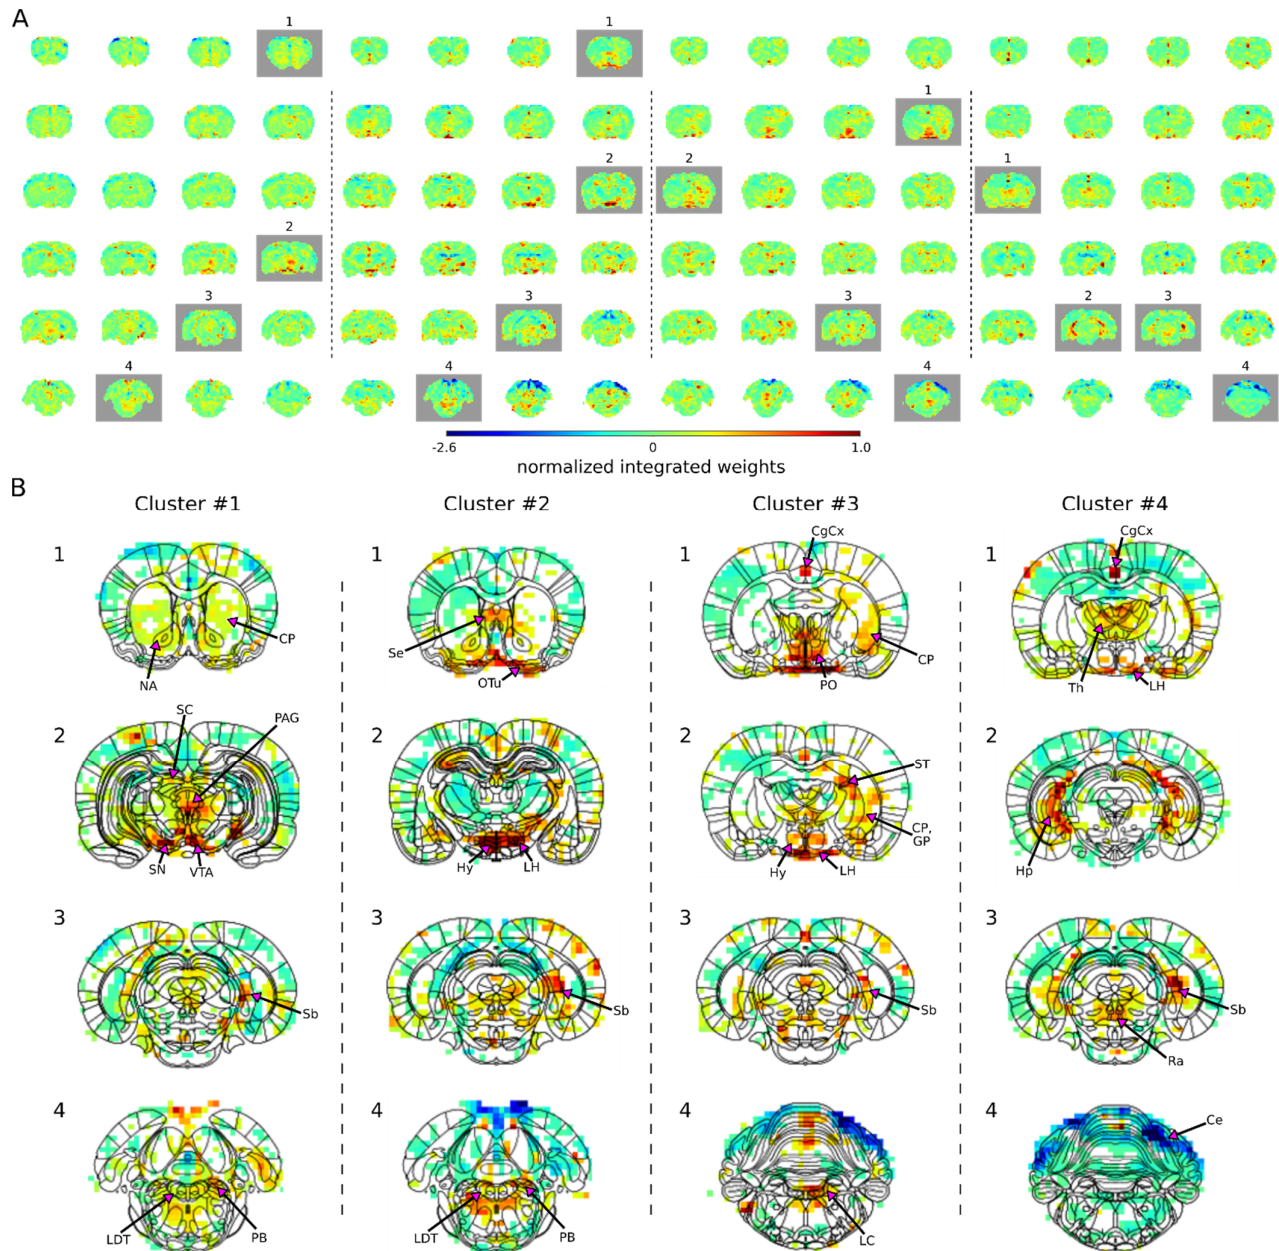 A
1 1
1
2 2 1
2
3 3 3 2 3
4 4 4 4
-2.6 0 1.0
normalized integrated weights
B
Cluster #1 Cluster #2 Cluster #3 Cluster #4
CgCx CgCx
1 1 1 1
CP Se CP
NA OTu PO Th LH
SC PAG
2 2 2 2
ST
CP,
GP
SN VTA Hy LH Hy LH Hp
3 3 3 3
Sb Sb Sb Sb
Ra
4 4 4 4
Ce
LDT PB LDT PB LC